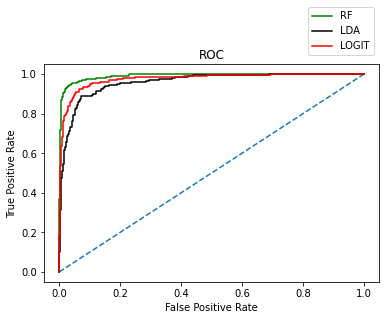 RF
LDA
LOGIT
ROC
1.0
0.8
0.6
0.4
0.2
0.0
True Positive Rate
0.0 0.2 0.4 0.6 0.8 1.0
False Positive Rate